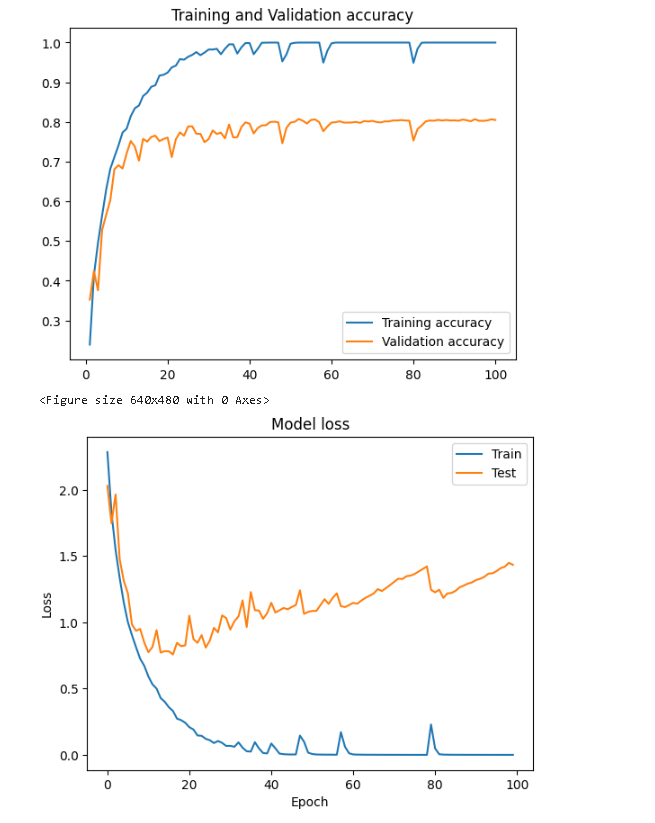 Training and Validation accuracy
1.0
0.9
0.8
0.7
0.6
0.5
0.4
0.3
Training accuracy
Validation accuracy
0 20 40 60 80 100
<Figure size 640x480 with 0 Axes>
Model loss
Train
Test
2.0
1.5
1.0
0.5
0.0
Loss
0 20 40 60 80 100
Epoch